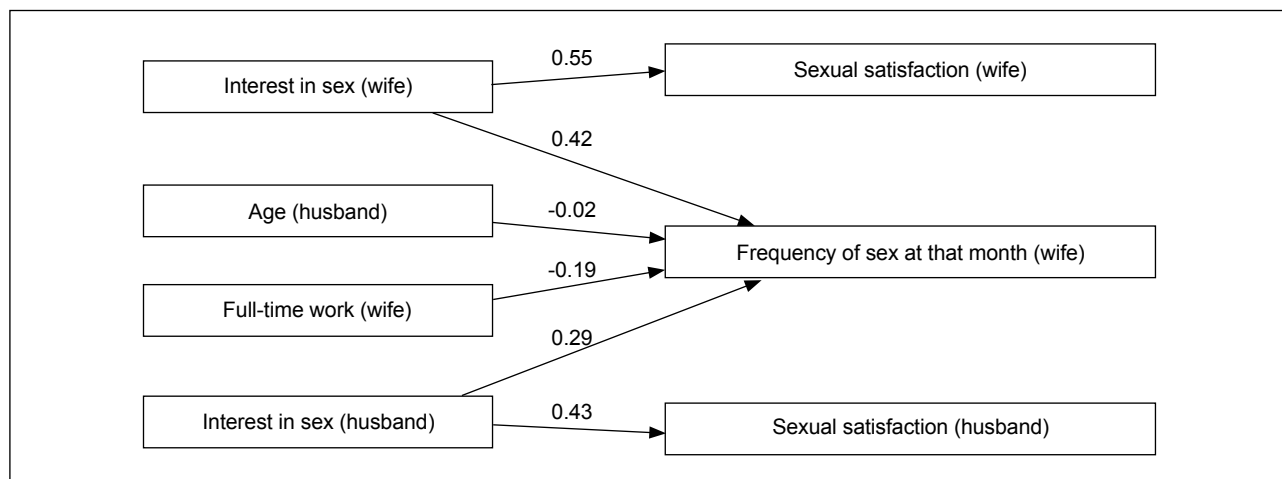 0.55
Interest in sex (wife)
Sexual satisfaction (wife)
0.42
Age (husband)
-0.02
Frequency of sex at that month (wife)
-0.19
Full-time work (wife)
0.29
Interest in sex (husband)
0.43
Sexual satisfaction (husband)